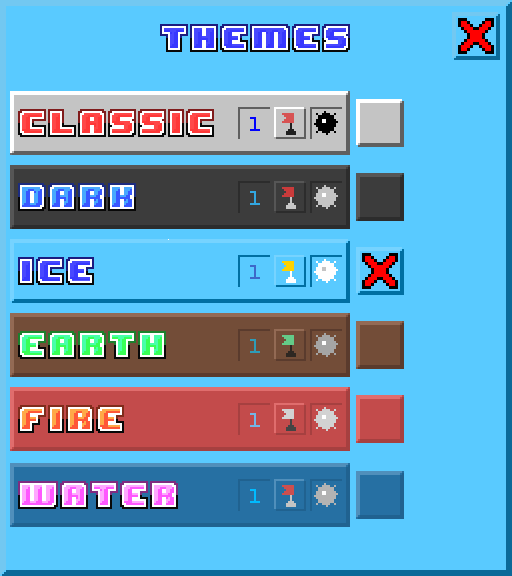 THEMES
CLASSIC 1
DARK 1
ICE 1
EARTH 1
FIRE 1
WATER 1